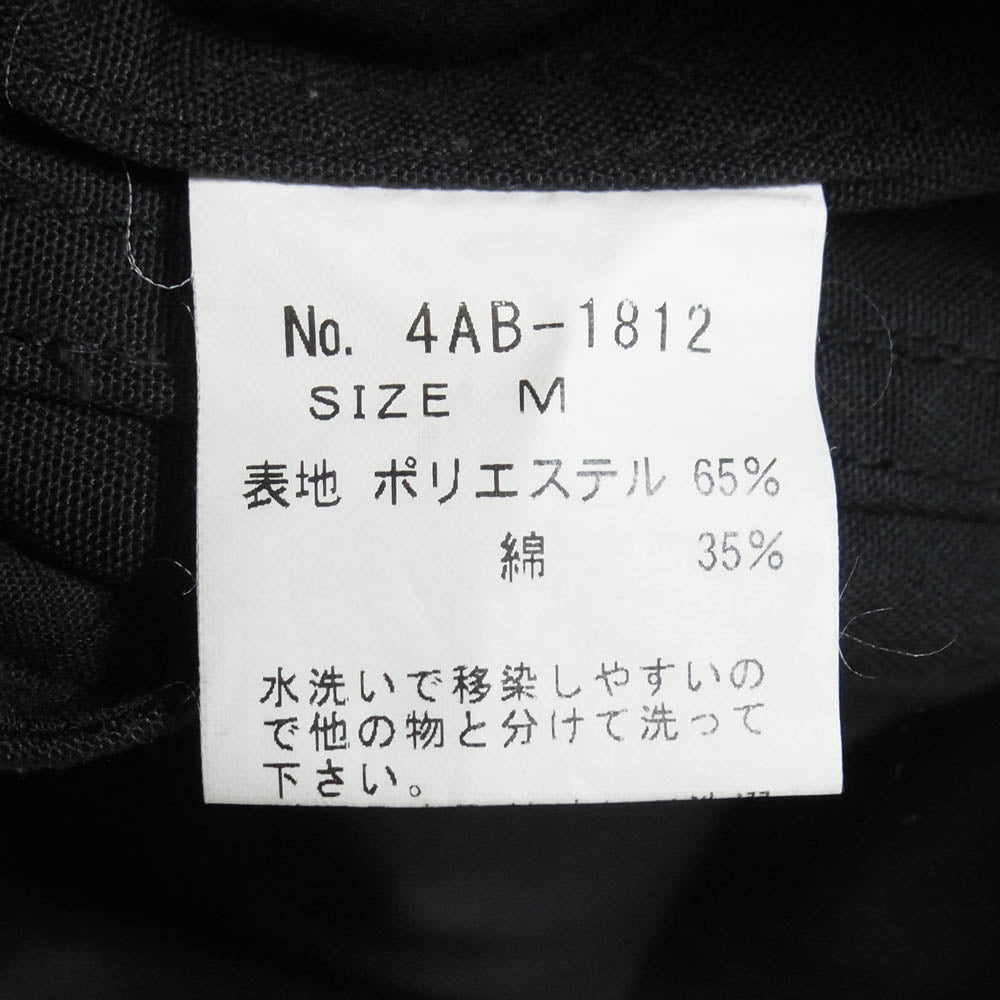 No. 4AB-1812
SIZE M
表地 ポリエステル 65%
綿 35%
水洗いで移染しやすいの
で他の物と分けて洗って
下さい。